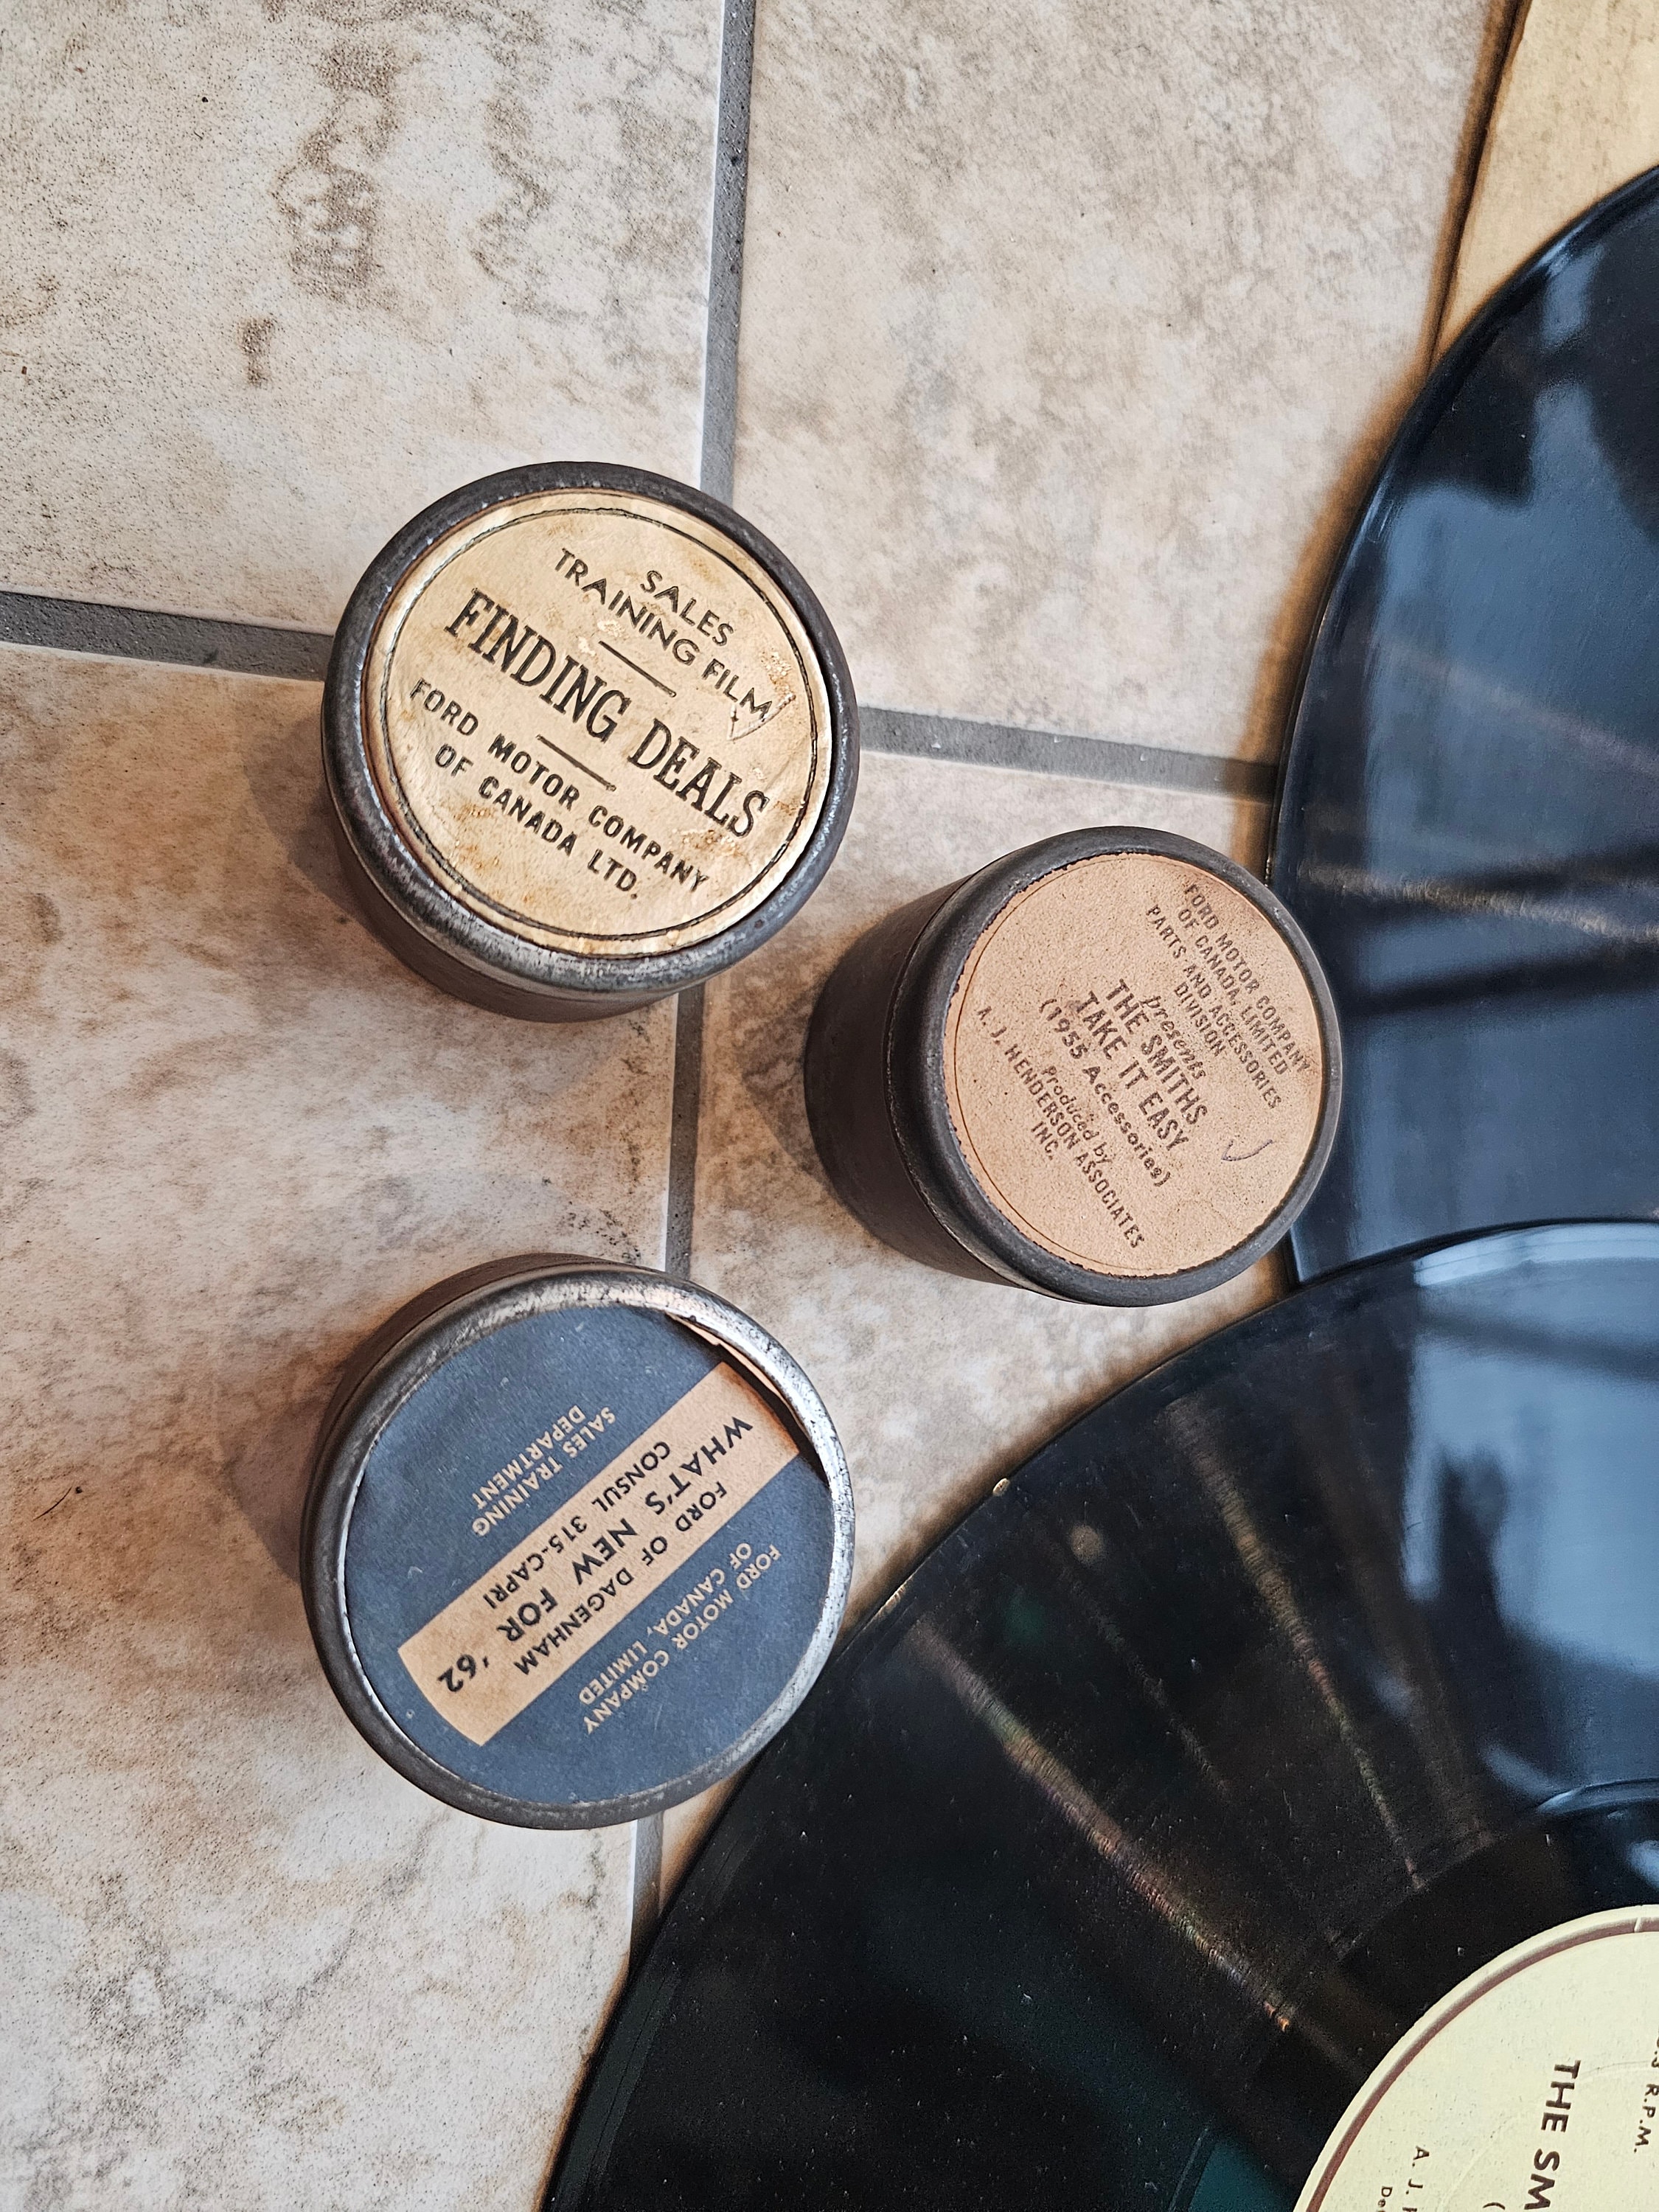 SALES
TRAINING FILM
FINDING DEALS
FORD MOTOR COMPANY
OF CANADA LTD.
FORD MOTOR COMPANY
OF CANADA, LIMITED
PARTS AND ACCESSORIES
DIVISION
presents
THE SMITHS
TAKE IT EASY
(1955 Accessories)
Produced by
A. J. HENDERSON ASSOCIATES
INC.
FORD MOTOR COMPANY
OF CANADA, LIMITED
FORD OF DAGENHAM
WHAT'S NEW FOR '62
CONSUL 315-CAPRI
SALES TRAINING
DEPARTMENT
R.P.M.
THE SM
A. J.